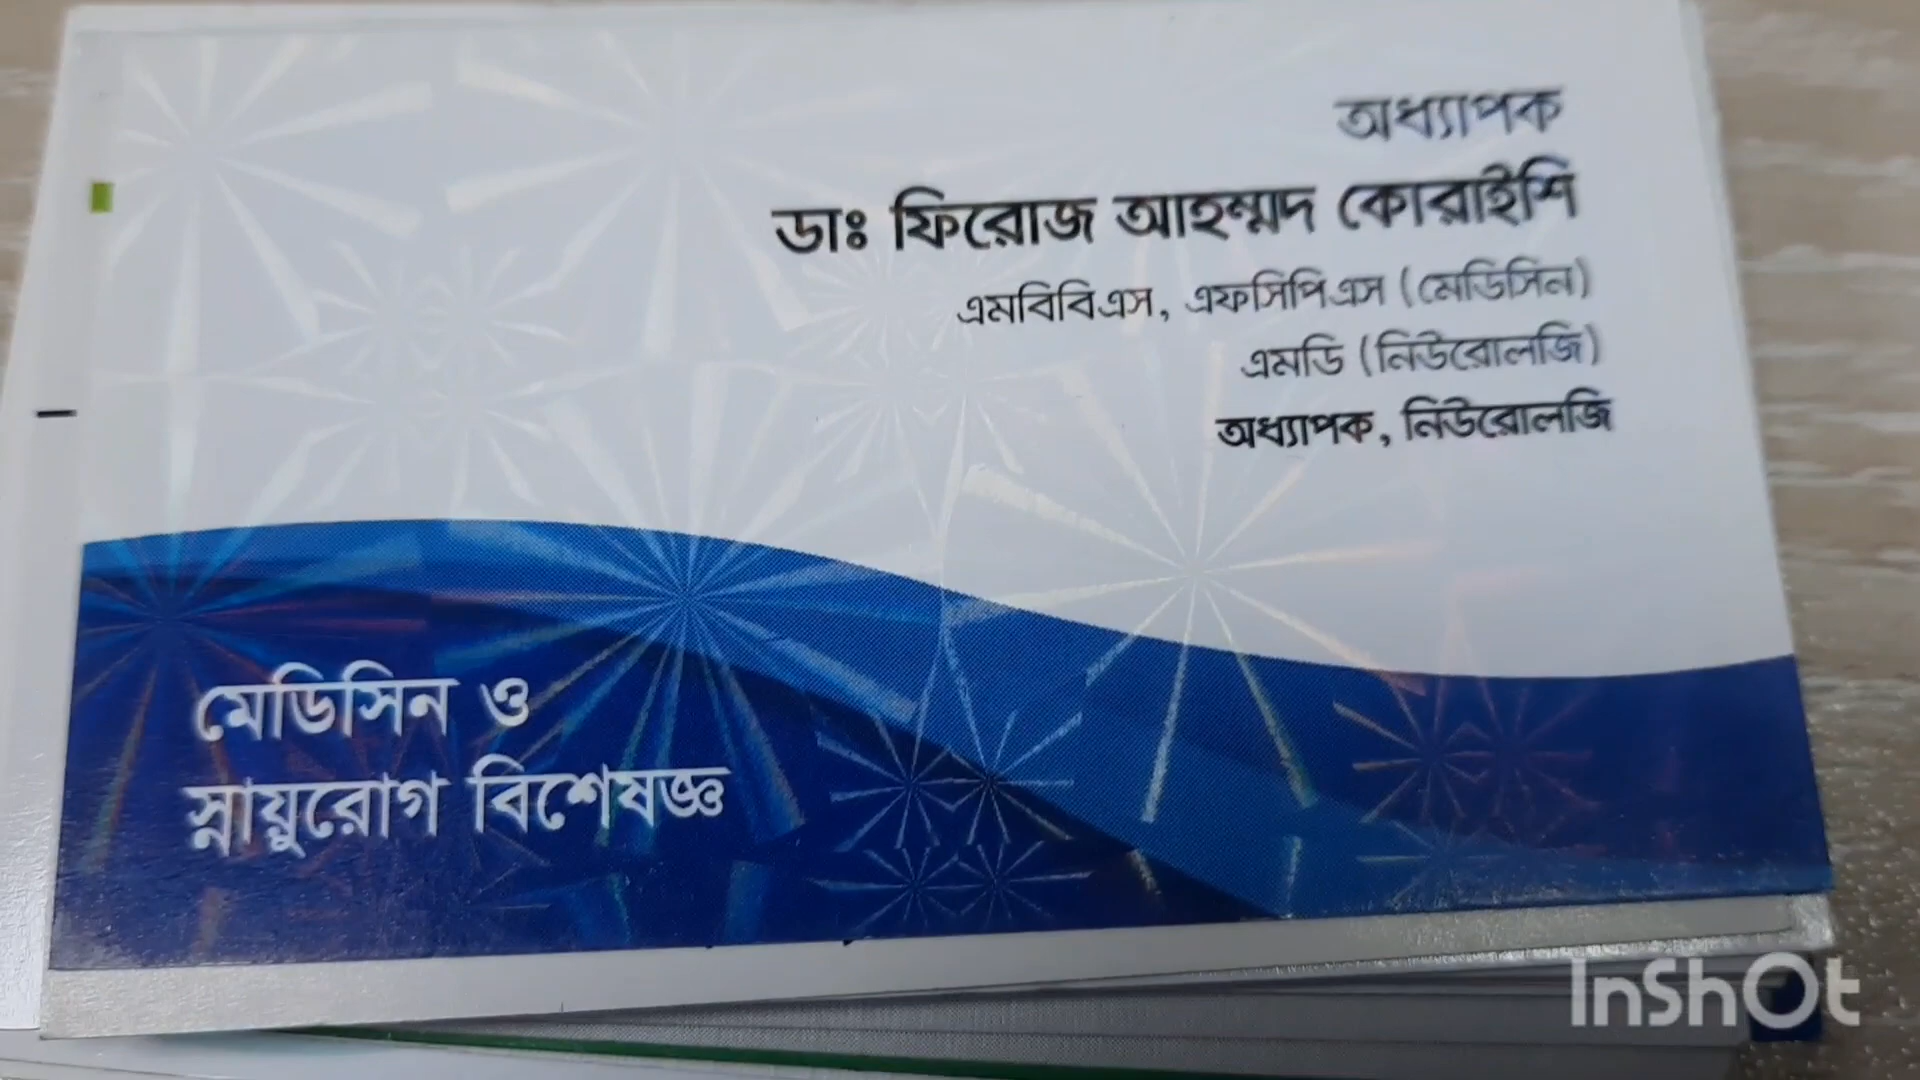 অধ্যাপক
ডাঃ ফিরোজ আহম্মদ কোরাইশি
এমবিবিএস, এফসিপিএস (মেডিসিন)
এমডি (নিউরোলজি)
অধ্যাপক, নিউরোলজি
মেডিসিন ও
স্নায়ুরোগ বিশেষজ্ঞ
InShOt